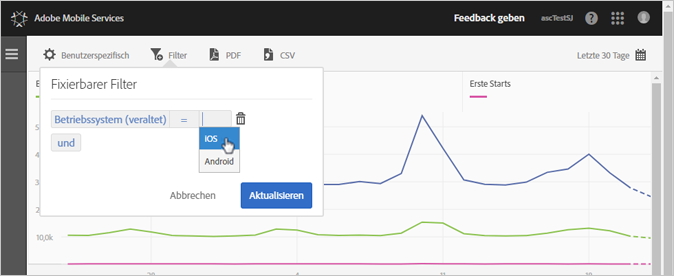 Adobe Mobile Services
Feedback geben
ascTestSJ
Benutzerspezifisch
Filter
PDF
CSV
Letzte 30 Tage
Fixierbarer Filter
Erste Starts
Betriebssystem (veraltet)
=
und
iOS
Android
Abbrechen
Aktualisieren
10,0k